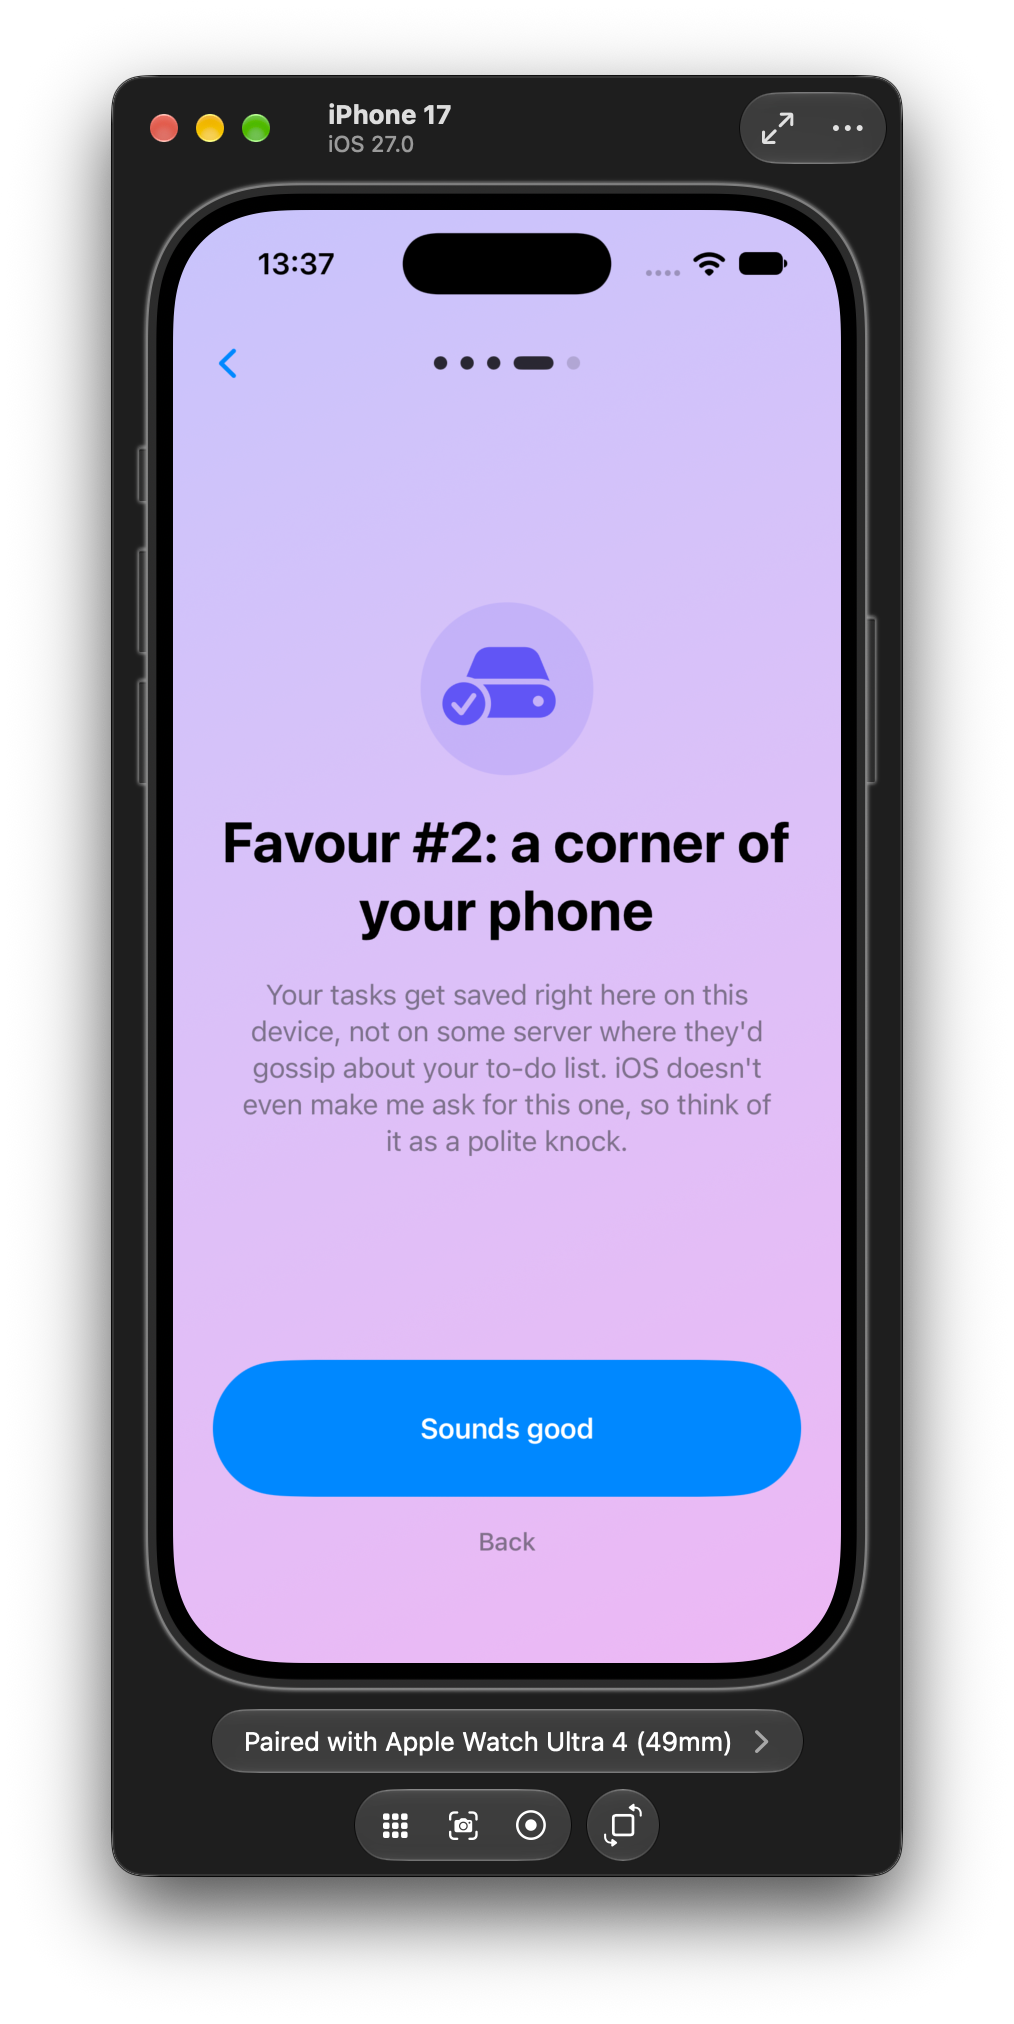 iPhone 17
iOS 27.0
13:37
Favour #2: a corner of
your phone
Your tasks get saved right here on this
device, not on some server where they'd
gossip about your to-do list. iOS doesn't
even make me ask for this one, so think of
it as a polite knock.
Sounds good
Back
Paired with Apple Watch Ultra 4 (49mm)